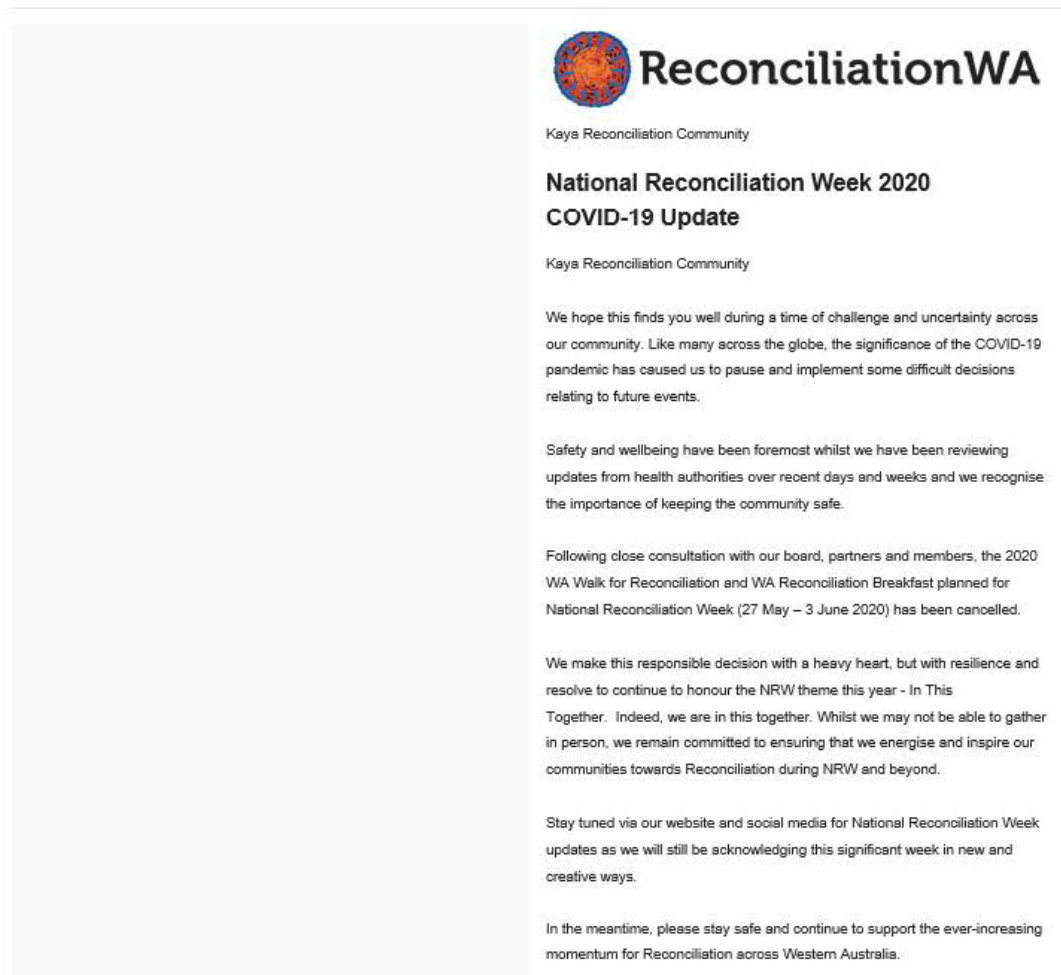 ReconciliationWA
Kaya Reconciliation Community
National Reconciliation Week 2020
COVID-19 Update
Kaya Reconciliation Community
We hope this finds you well during a time of challenge and uncertainty across
our community. Like many across the globe, the significance of the COVID-19
pandemic has caused us to pause and implement some difficult decisions
relating to future events.
Safety and wellbeing have been foremost whilst we have been reviewing
updates from health authorities over recent days and weeks and we recognise
the importance of keeping the community safe.
Following close consultation with our board, partners and members, the 2020
WA Walk for Reconciliation and WA Reconciliation Breakfast planned for
National Reconciliation Week (27 May – 3 June 2020) has been cancelled.
We make this responsible decision with a heavy heart, but with resilience and
resolve to continue to honour the NRW theme this year - In This
Together.  Indeed, we are in this together. Whilst we may not be able to gather
in person, we remain committed to ensuring that we energise and inspire our
communities towards Reconciliation during NRW and beyond.
Stay tuned via our website and social media for National Reconciliation Week
updates as we will still be acknowledging this significant week in new and
creative ways.
In the meantime, please stay safe and continue to support the ever-increasing
momentum for Reconciliation across Western Australia.